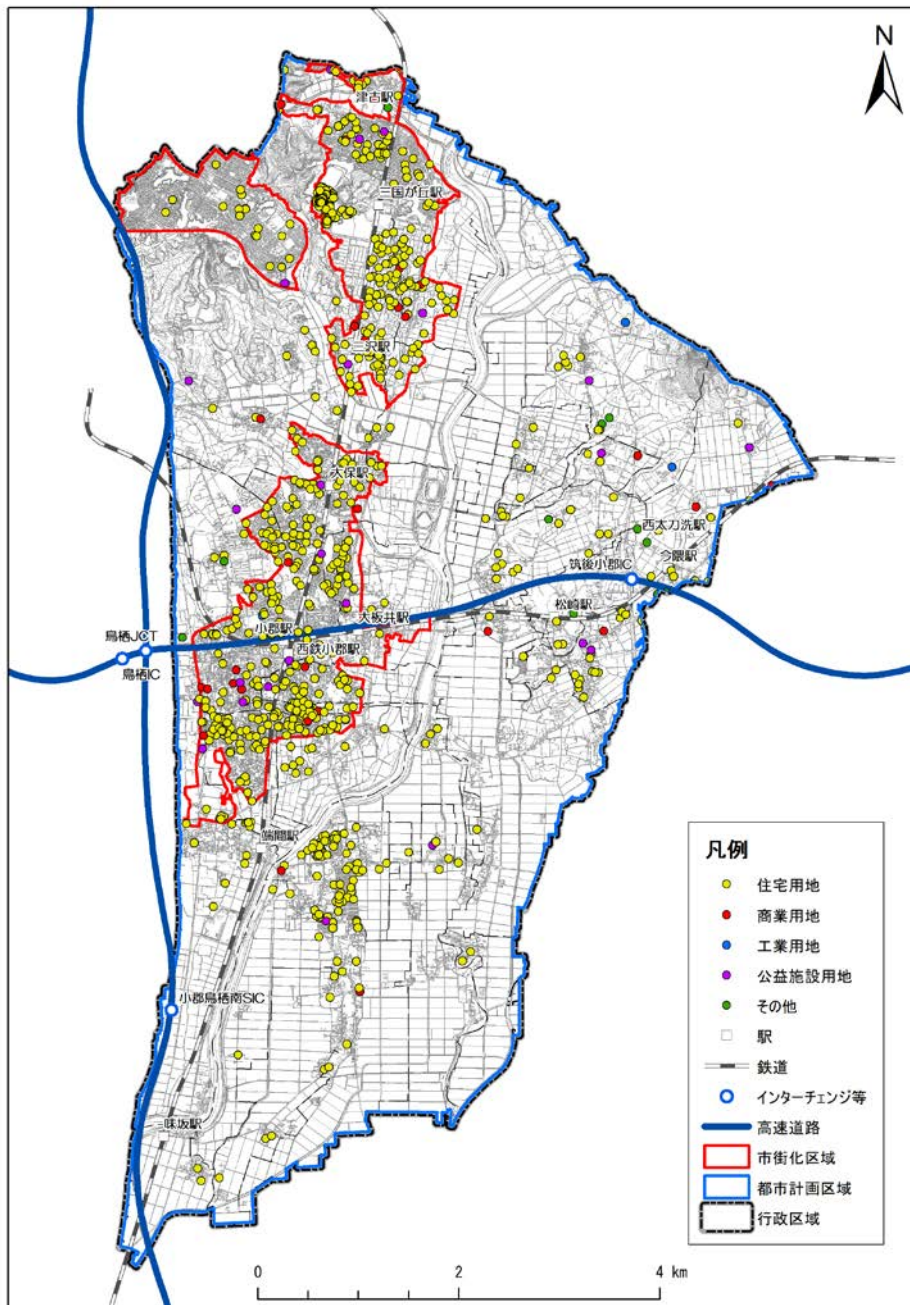 N
津古駅
三国が丘駅
三沢駅
大保駅
西太刀洗駅
今隈駅
筑後小郡IC
松崎駅
大板井駅
小郡駅
西鉄小郡駅
鳥栖JCT
鳥栖IC
端間駅
小郡鳥栖南SIC
味坂駅
凡例
住宅用地
商業用地
工業用地
公益施設用地
その他
駅
鉄道
インターチェンジ等
高速道路
市街化区域
都市計画区域
行政区域
0 2 4 km